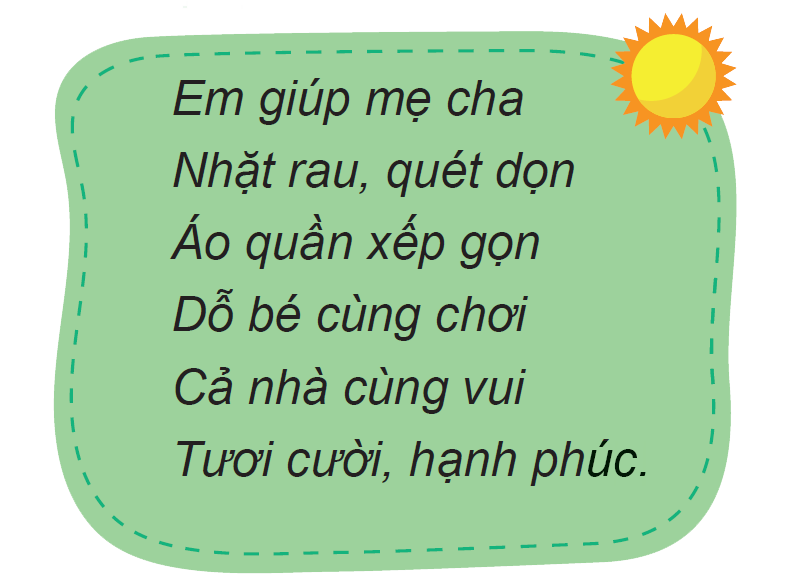 Em giúp mẹ cha
Nhặt rau, quét dọn
Áo quần xếp gọn
Dỗ bé cùng chơi
Cả nhà cùng vui
Tươi cười, hạnh phúc.